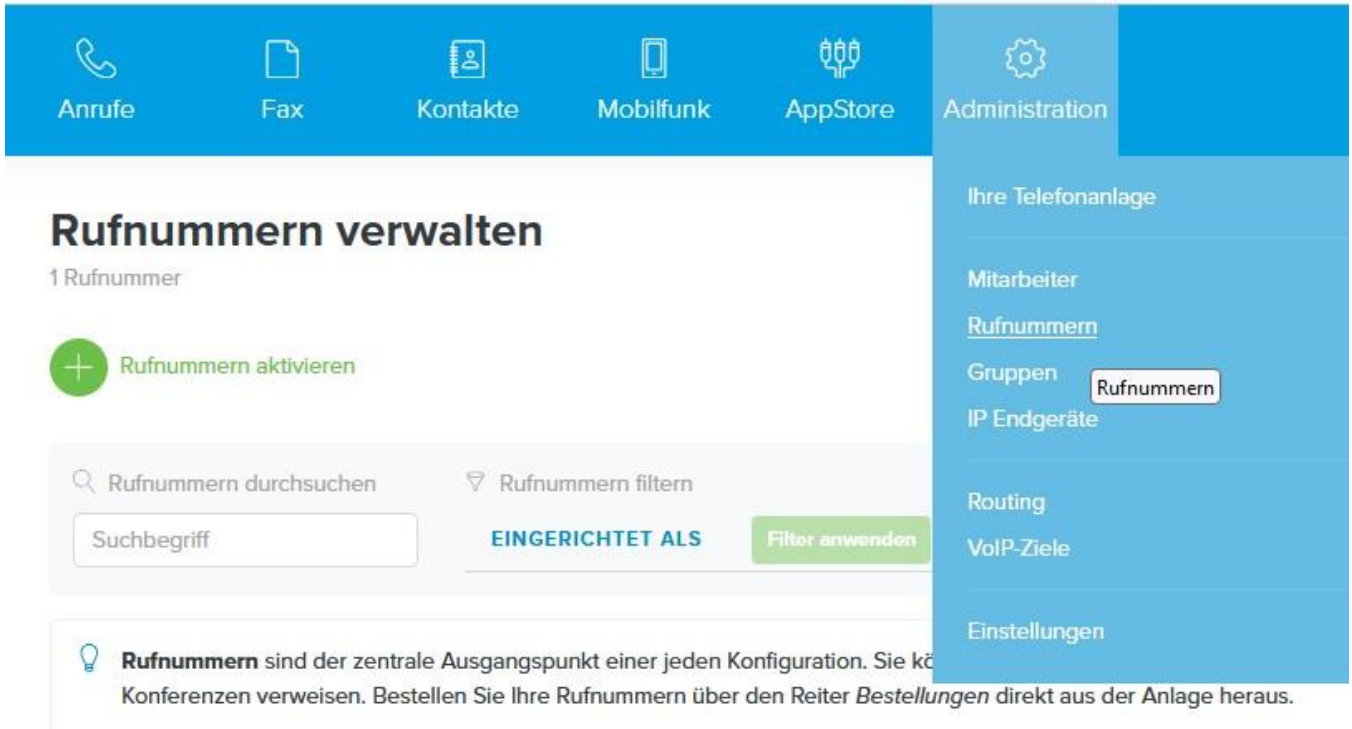 Anrufe
Fax
Kontakte
Mobilfunk
AppStore
Administration
Ihre Telefonanlage
Mitarbeiter
Rufnummern
Gruppen
Rufnummern
IP Endgeräte
Routing
VoIP-Ziele
Einstellungen
Rufnummern verwalten
1 Rufnummer
Rufnummern aktivieren
Rufnummern durchsuchen
Rufnummern filtern
Suchbegriff
EINGERICHTET ALS
Filter anwenden
Rufnummern sind der zentrale Ausgangspunkt einer jeden Konfiguration. Sie
Konferenzen verweisen. Bestellen Sie Ihre Rufnummern über den Reiter Bestellungen direkt aus der Anlage heraus.